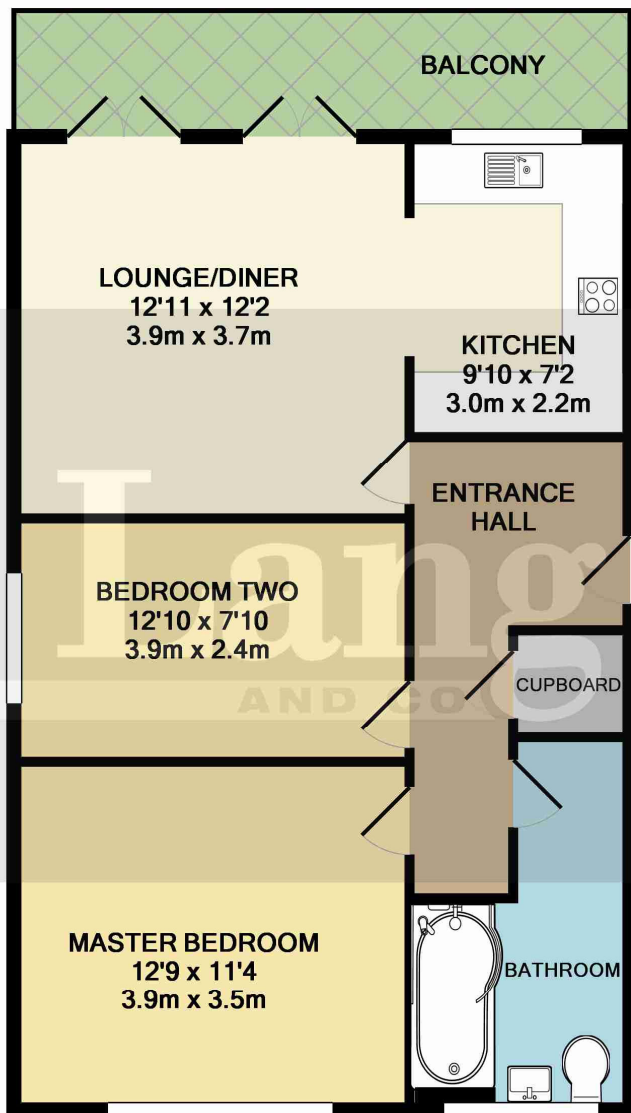 BALCONY
LOUNGE/DINER
12'11 x 12'2
3.9m x 3.7m
KITCHEN
9'10 x 7'2
3.0m x 2.2m
ENTRANCE
HALL
BEDROOM TWO
12'10 x 7'10
3.9m x 2.4m
Lang
AND CO
CUPBOARD
MASTER BEDROOM
12'9 x 11'4
3.9m x 3.5m
BATHROOM